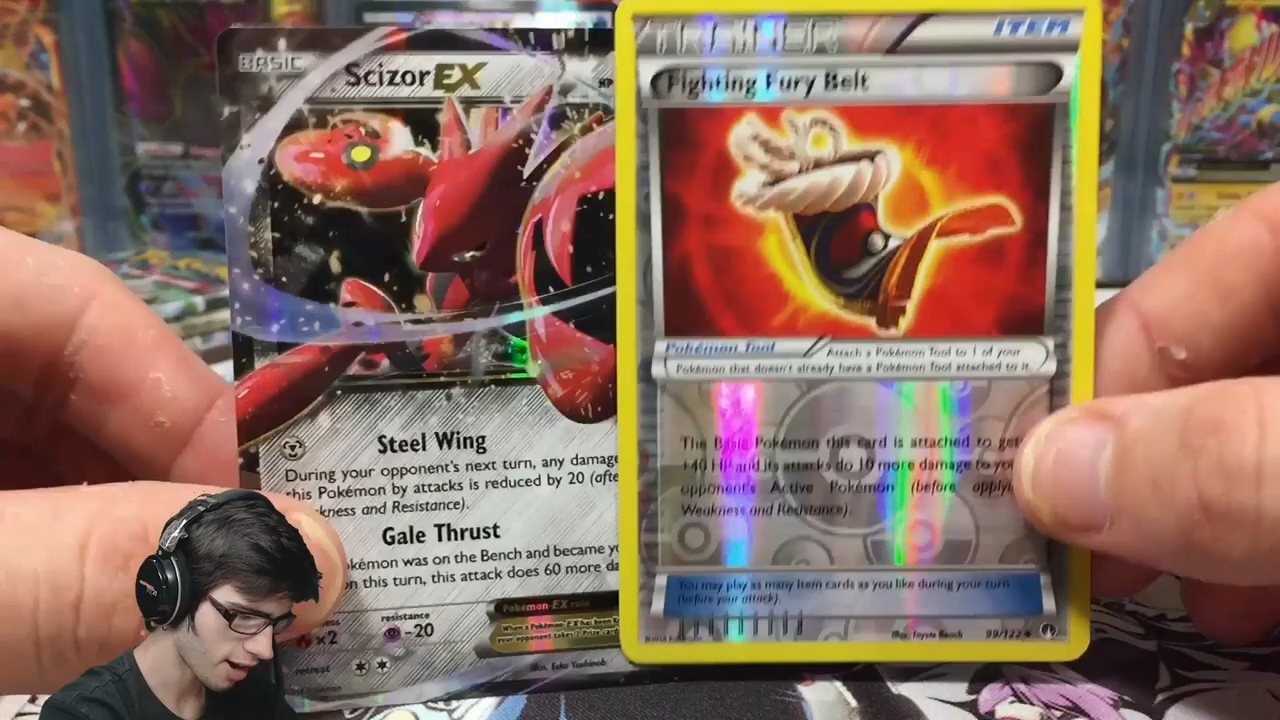 BASIC
Scizor EX
Steel Wing
During your opponent's next turn, any damage
this Pokémon by attacks is reduced by 20 (afte
kness and Resistance).
Gale Thrust
kémon was on the Bench and became yo
n this turn, this attack does 60 more da
resistance
×2
-20
retreat
Pokémon-EX rule
When a Pokémon-EX has been K
your opponent takes 2 Prize car
Illus. Eske Yoshinob
TRAINER
ITEM
Fighting Fury Belt
Pokémon Tool
Attach a Pokémon Tool to 1 of your
Pokémon that doesn't already have a Pokémon Tool attached to it.
The Basic Pokémon this card is attached to get
+40 HP and its attacks do 10 more damage to you
opponent's Active Pokémon (before applyi
Weakness and Resistance).
You may play as many Item cards as you like during your turn
(before your attack).
Illus. Toyste Beach
99/122